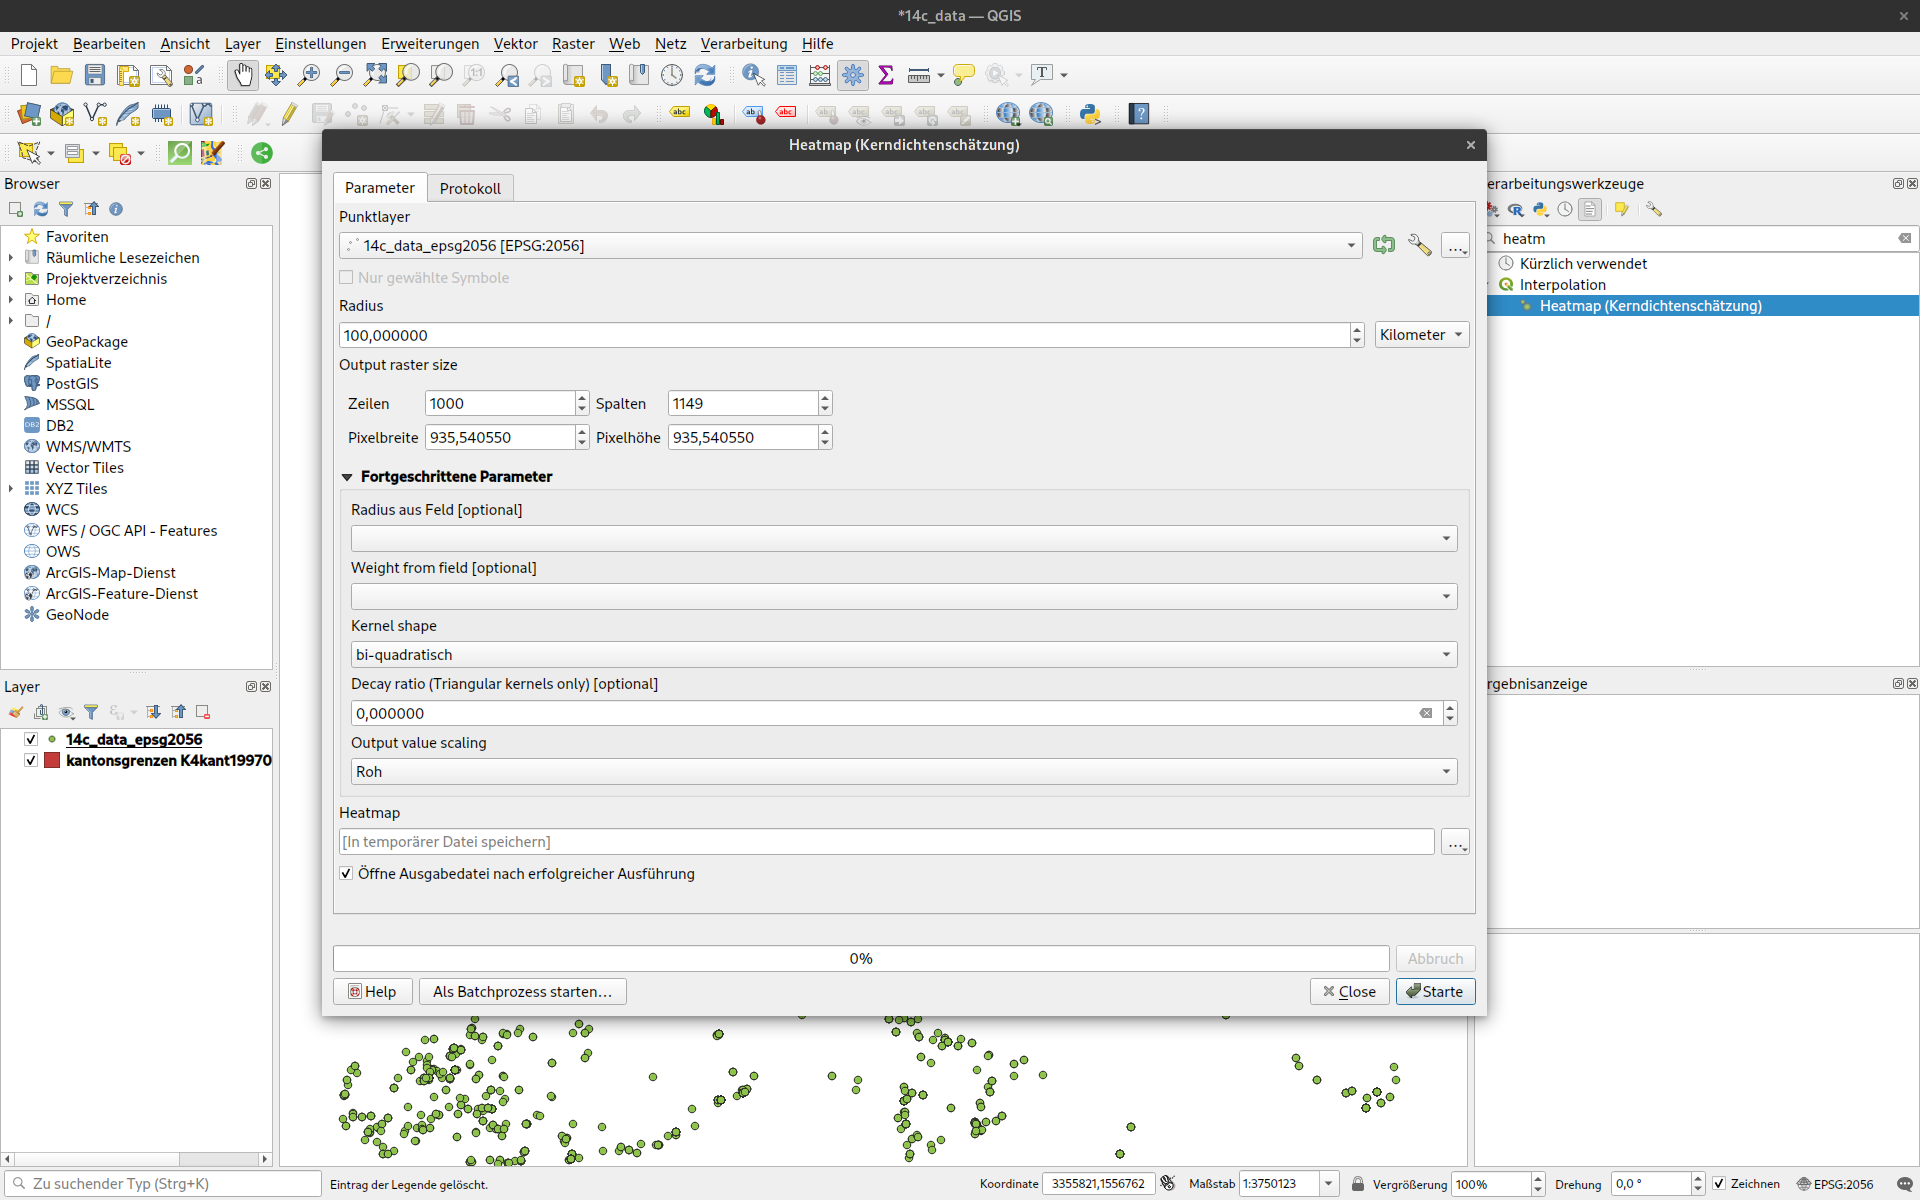 *14c_data — QGIS
Projekt Bearbeiten Ansicht Layer Einstellungen Erweiterungen Vektor Raster Web Netz Verarbeitung Hilfe
Browser
Favoriten
Räumliche Lesezeichen
Projektverzeichnis
Home
/
GeoPackage
SpatiaLite
PostGIS
MSSQL
DB2
WMS/WMTS
Vector Tiles
XYZ Tiles
WCS
WFS / OGC API - Features
OWS
ArcGIS-Map-Dienst
ArcGIS-Feature-Dienst
GeoNode
Layer
14c_data_epsg2056
kantonsgrenzen K4kant19970
Heatmap (Kerndichtenschätzung)
Parameter Protokoll
Punktlayer
14c_data_epsg2056 [EPSG:2056]
Nur gewählte Symbole
Radius
100,000000 Kilometer
Output raster size
Zeilen 1000 Spalten 1149
Pixelbreite 935,540550 Pixelhöhe 935,540550
Fortgeschrittene Parameter
Radius aus Feld [optional]
Weight from field [optional]
Kernel shape
bi-quadratisch
Decay ratio (Triangular kernels only) [optional]
0,000000
Output value scaling
Roh
Heatmap
[In temporärer Datei speichern]
Öffne Ausgabedatei nach erfolgreicher Ausführung
0% Abbruch
Help Als Batchprozess starten… Close Starte
erarbeitungswerkzeuge
heatm
Kürzlich verwendet
Interpolation
Heatmap (Kerndichtenschätzung)
rgebnisanzeige
Zu suchender Typ (Strg+K) Eintrag der Legende gelöscht. Koordinate 3355821,1556762 Maßstab 1:3750123 Vergrößerung 100% Drehung 0,0 ° Zeichnen EPSG:2056